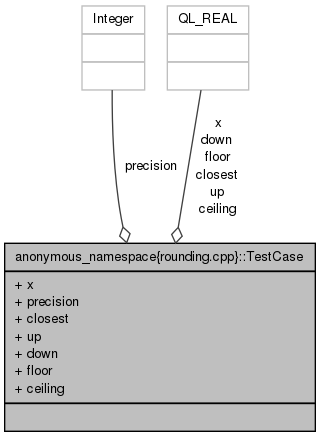 Integer
QL_REAL
precision
x
down
floor
closest
up
ceiling
anonymous_namespace{rounding.cpp}::TestCase
+ x
+ precision
+ closest
+ up
+ down
+ floor
+ ceiling